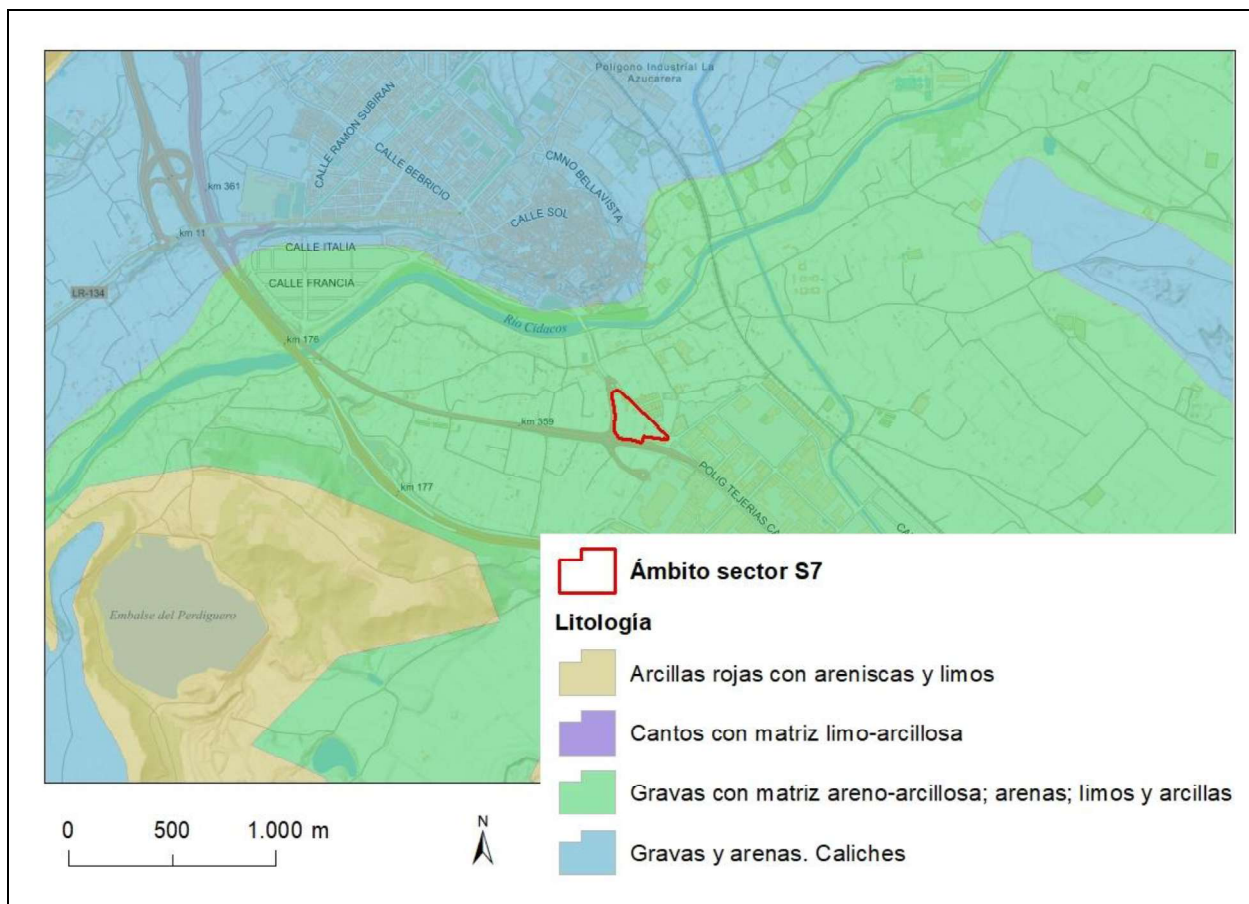 Polígono Industrial La
Azucarera
CALLE RAMON SUBIRAN
CALLE BEBRICIO
CMNO BELLAVISTA
CALLE SOL
km 361
km 11
CALLE ITALIA
CALLE FRANCIA
LR-134
Río Cidacos
km 176
km 359
km 177
POLIG.TEJERIAS.CA
CA
Embalse del Perdiguero
Ámbito sector S7
Litología
Arcillas rojas con areniscas y limos
Cantos con matriz limo-arcillosa
Gravas con matriz areno-arcillosa; arenas; limos y arcillas
Gravas y arenas. Caliches
0 500 1.000 m
N